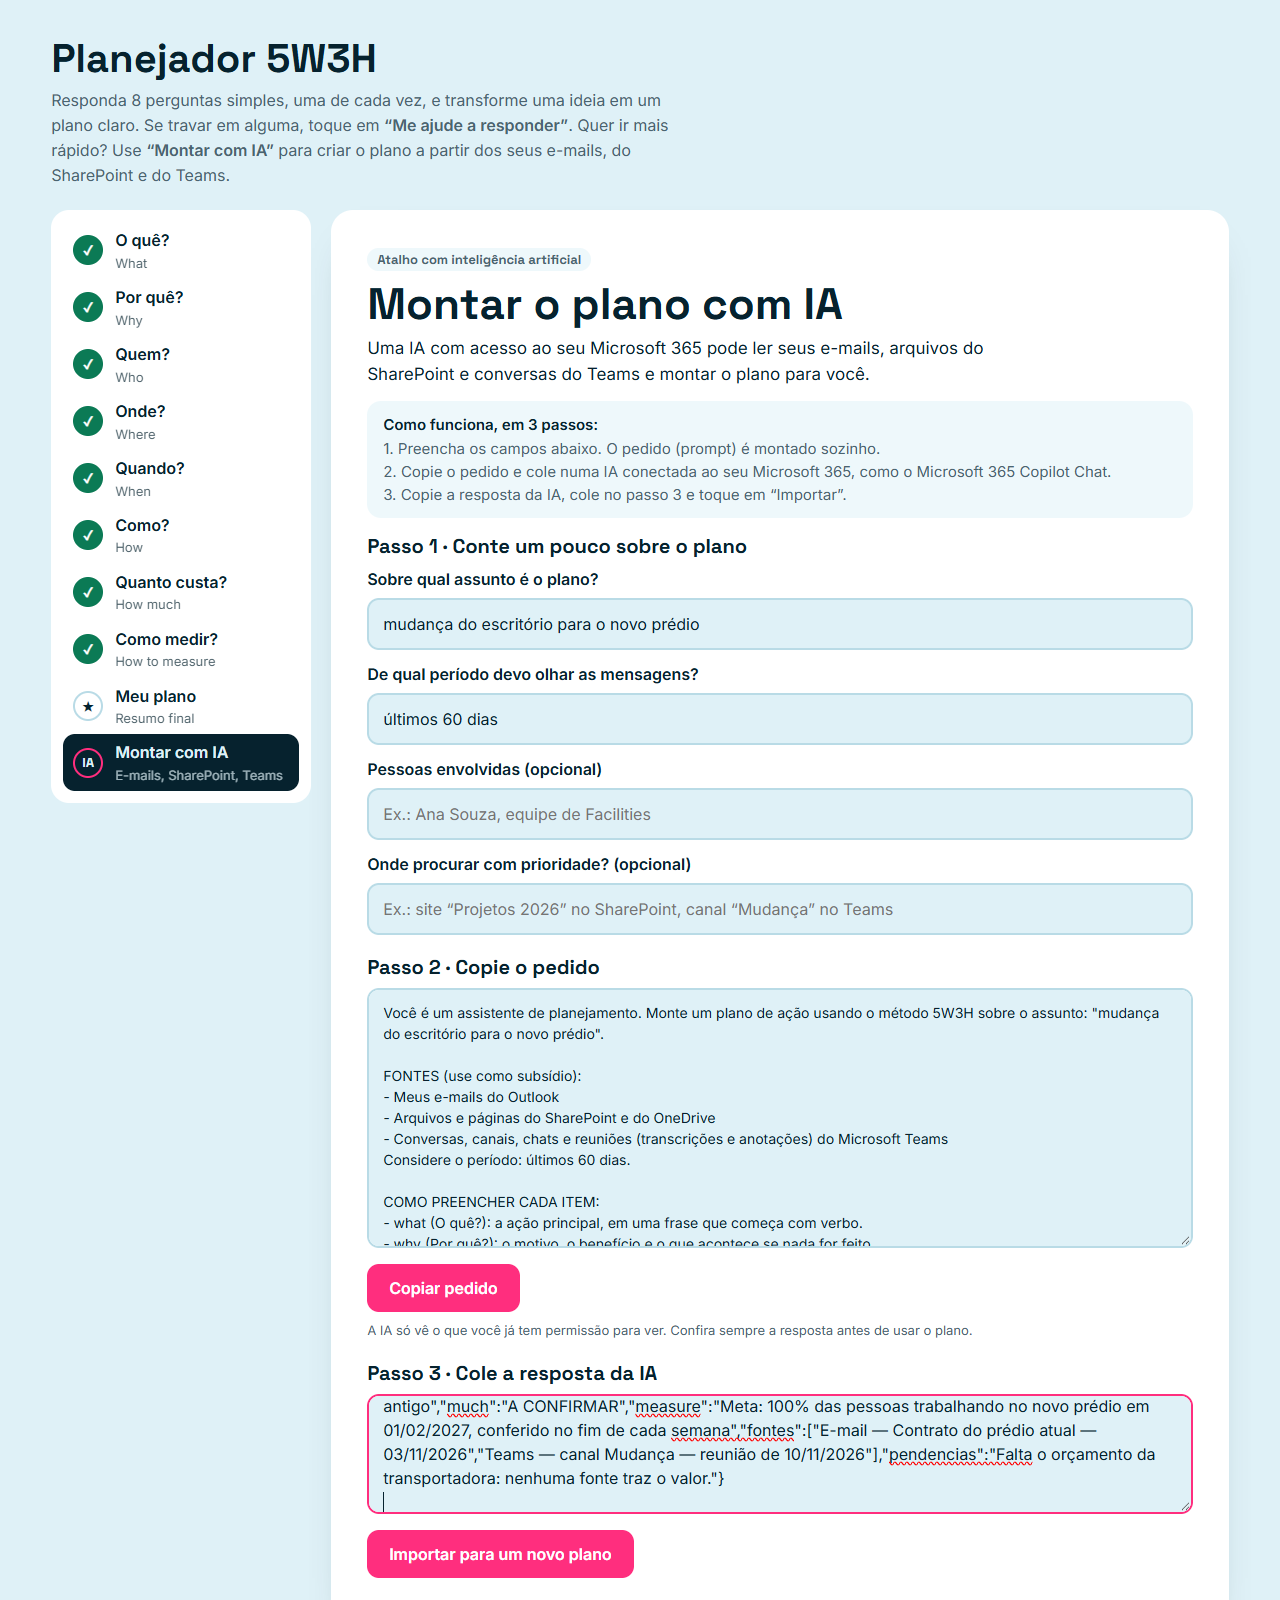 Planejador 5W3H
Responda 8 perguntas simples, uma de cada vez, e transforme uma ideia em um
plano claro. Se travar em alguma, toque em “Me ajude a responder”. Quer ir mais
rápido? Use “Montar com IA” para criar o plano a partir dos seus e-mails, do
SharePoint e do Teams.
O quê?
What
Por quê?
Why
Quem?
Who
Onde?
Where
Quando?
When
Como?
How
Quanto custa?
How much
Como medir?
How to measure
Meu plano
Resumo final
IA
Montar com IA
E-mails, SharePoint, Teams
Atalho com inteligência artificial
Montar o plano com IA
Uma IA com acesso ao seu Microsoft 365 pode ler seus e-mails, arquivos do
SharePoint e conversas do Teams e montar o plano para você.
Como funciona, em 3 passos:
1. Preencha os campos abaixo. O pedido (prompt) é montado sozinho.
2. Copie o pedido e cole numa IA conectada ao seu Microsoft 365, como o Microsoft 365 Copilot Chat.
3. Copie a resposta da IA, cole no passo 3 e toque em “Importar”.
Passo 1 · Conte um pouco sobre o plano
Sobre qual assunto é o plano?
mudança do escritório para o novo prédio
De qual período devo olhar as mensagens?
últimos 60 dias
Pessoas envolvidas (opcional)
Ex.: Ana Souza, equipe de Facilities
Onde procurar com prioridade? (opcional)
Ex.: site “Projetos 2026” no SharePoint, canal “Mudança” no Teams
Passo 2 · Copie o pedido
Você é um assistente de planejamento. Monte um plano de ação usando o método 5W3H sobre o assunto: "mudança
do escritório para o novo prédio".
FONTES (use como subsídio):
- Meus e-mails do Outlook
- Arquivos e páginas do SharePoint e do OneDrive
- Conversas, canais, chats e reuniões (transcrições e anotações) do Microsoft Teams
Considere o período: últimos 60 dias.
COMO PREENCHER CADA ITEM:
- what (O quê?): a ação principal, em uma frase que começa com verbo.
- why (Por quê?): o motivo, o benefício e o que acontece se nada for feito.
Copiar pedido
A IA só vê o que você já tem permissão para ver. Confira sempre a resposta antes de usar o plano.
Passo 3 · Cole a resposta da IA
antigo","much":"A CONFIRMAR","measure":"Meta: 100% das pessoas trabalhando no novo prédio em
01/02/2027, conferido no fim de cada semana","fontes":["E-mail — Contrato do prédio atual —
03/11/2026","Teams — canal Mudança — reunião de 10/11/2026"],"pendencias":"Falta o orçamento da
transportadora: nenhuma fonte traz o valor."}
Importar para um novo plano